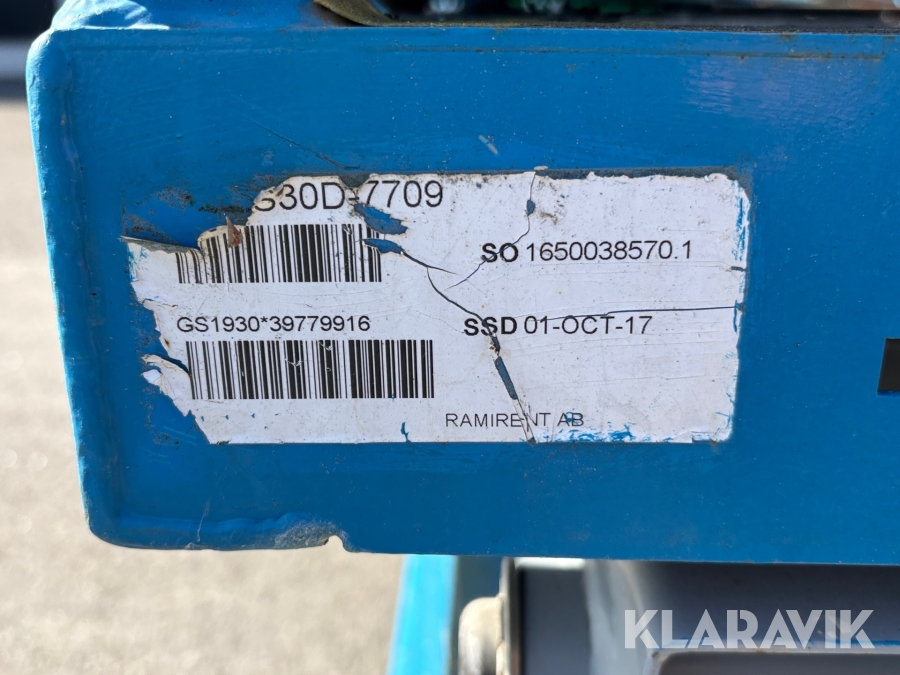 S30D-7709
SO 1650038570.1
GS1930*39779916
SSD 01-OCT-17
RAMIRENT AB
KLARAVIK